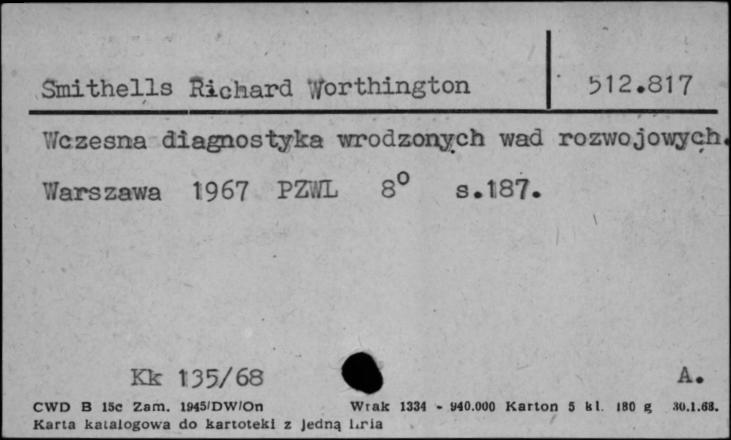 Smithells Richard Worthington 512.817
Wczesna diagnostyka wrodzonych wad rozwojowych.
Warszawa 1967 PZWL 8° s.187.
Kk 135/68 A.
CWD B 15c Zam. 1945/DW/On Wrak 1334 - 940.000 Karton 5 kl. 180 g 30.1.68.
Karta katalogowa do kartoteki z jedną